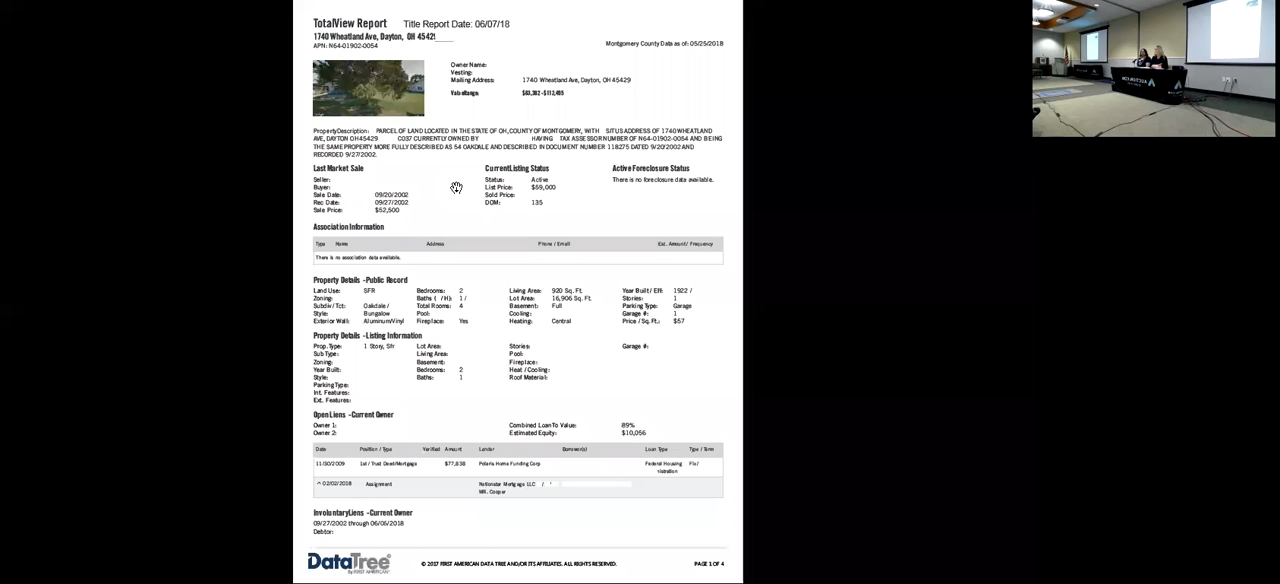 TotalView Report Title Report Date: 06/07/18
1740 Wheatland Ave, Dayton, OH 45429
APN: N64-01902-0054
Montgomery County Data as of: 05/25/2018
Owner Name:
Vesting:
Mailing Address: 1740 Wheatland Ave, Dayton, OH 45429
Value Range: $83,382 - $112,495
Property Description: PARCEL OF LAND LOCATED IN THE STATE OF OH, COUNTY OF MONTGOMERY, WITH SITUS ADDRESS OF 1740 WHEATLAND
AVE, DAYTON OH 45429 C037 CURRENTLY OWNED BY HAVING TAX ASSESSOR NUMBER OF N64-01902-0054 AND BEING
THE SAME PROPERTY MORE FULLY DESCRIBED AS 54 OAKDALE AND DESCRIBED IN DOCUMENT NUMBER 118275 DATED 9/20/2002 AND
RECORDED 9/27/2002.
Last Market Sale Current Listing Status Active Foreclosure Status
Seller: Status: Active There is no foreclosure data available.
Buyer: List Price: $59,000
Sale Date: 09/20/2002 Sold Price:
Rec Date: 09/27/2002 DOM: 135
Sale Price: $52,500
Association Information
Type Name Address Phone / Email Est. Amount / Frequency
There is no association data available.
Property Details - Public Record
Land Use: SFR Bedrooms: 2 Living Area: 920 Sq. Ft. Year Built / Eff: 1922 /
Zoning: Baths ( / H): 1 / Lot Area: 16,906 Sq. Ft. Stories: 1
Subdiv / Tct: Oakdale / Total Rooms: 4 Basement: Full Parking Type: Garage
Style: Bungalow Pool: Cooling: Garage #: 1
Exterior Wall: Aluminum/Vinyl Fireplace: Yes Heating: Central Price / Sq. Ft.: $57
Property Details - Listing Information
Prop. Type: 1 Story, Sfr Lot Area: Stories: Garage #:
Sub Type: Living Area: Pool:
Zoning: Basement: Fireplace:
Year Built: Bedrooms: 2 Heat / Cooling:
Style: Baths: 1 Roof Material:
Parking Type:
Int. Features:
Ext. Features:
Open Liens - Current Owner
Owner 1: Combined Loan To Value: 89%
Owner 2: Estimated Equity: $10,056
Date Position / Type Verified Amount Lender Borrower(s) Loan Type Type / Term
11/30/2009 1st / Trust Deed/Mortgage $77,838 Polaris Home Funding Corp Federal Housing Fix/
nistration
^ 02/02/2018 Assignment Nationstar Mortgage LLC /
MR. Cooper
Involuntary Liens - Current Owner
09/27/2002 through 06/06/2018
Debtor:
DataTree
By FIRST AMERICAN
© 2017 FIRST AMERICAN DATA TREE AND/OR ITS AFFILIATES. ALL RIGHTS RESERVED. PAGE 1 OF 4